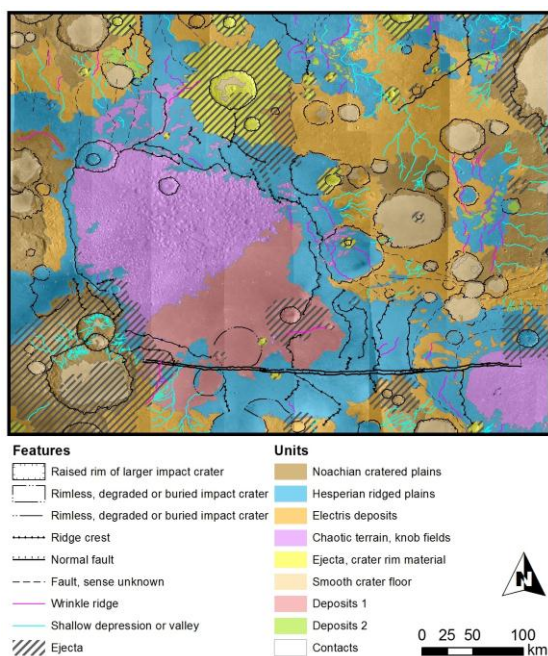 Features
Raised rim of larger impact crater
Rimless, degraded or buried impact crater
Rimless, degraded or buried impact crater
Ridge crest
Normal fault
Fault, sense unknown
Wrinkle ridge
Shallow depression or valley
Ejecta
Units
Noachian cratered plains
Hesperian ridged plains
Electris deposits
Chaotic terrain, knob fields
Ejecta, crater rim material
Smooth crater floor
Deposits 1
Deposits 2
Contacts
N
0 25 50 100
km